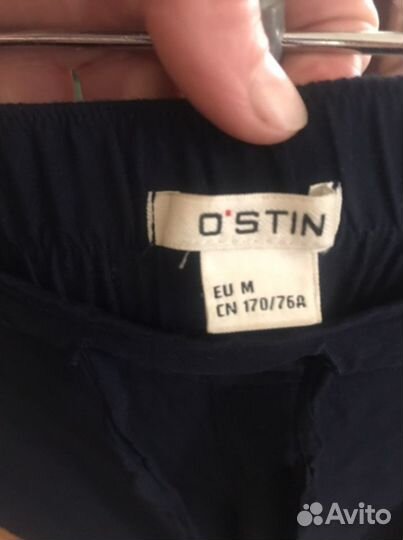 O'STIN
EU M
CN 170/76A
Avito